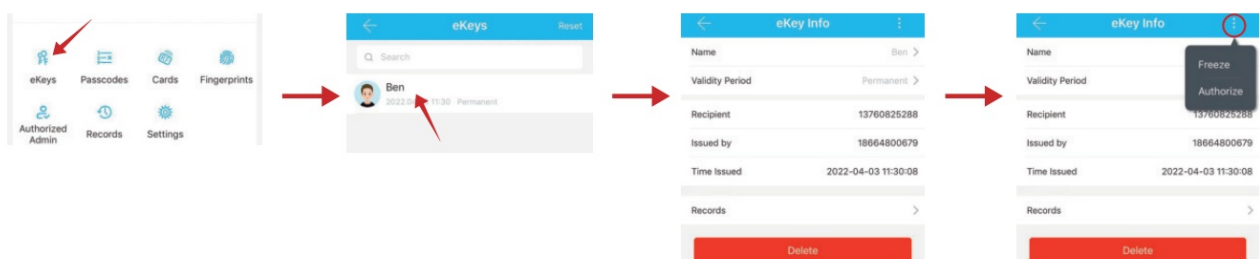 eKeys Passcodes Cards Fingerprints
Authorized
Admin
Records Settings
eKeys Reset
Search
Ben
11:30 Permanent
eKey Info
Name Ben
Validity Period Permanent
Recipient 13760825288
Issued by 18664800679
Time Issued 2022-04-03 11:30:08
Records
Delete
eKey Info
Name
Freeze
Validity Period
Authorize
Recipient 13760825288
Issued by 18664800679
Time Issued 2022-04-03 11:30:08
Records
Delete